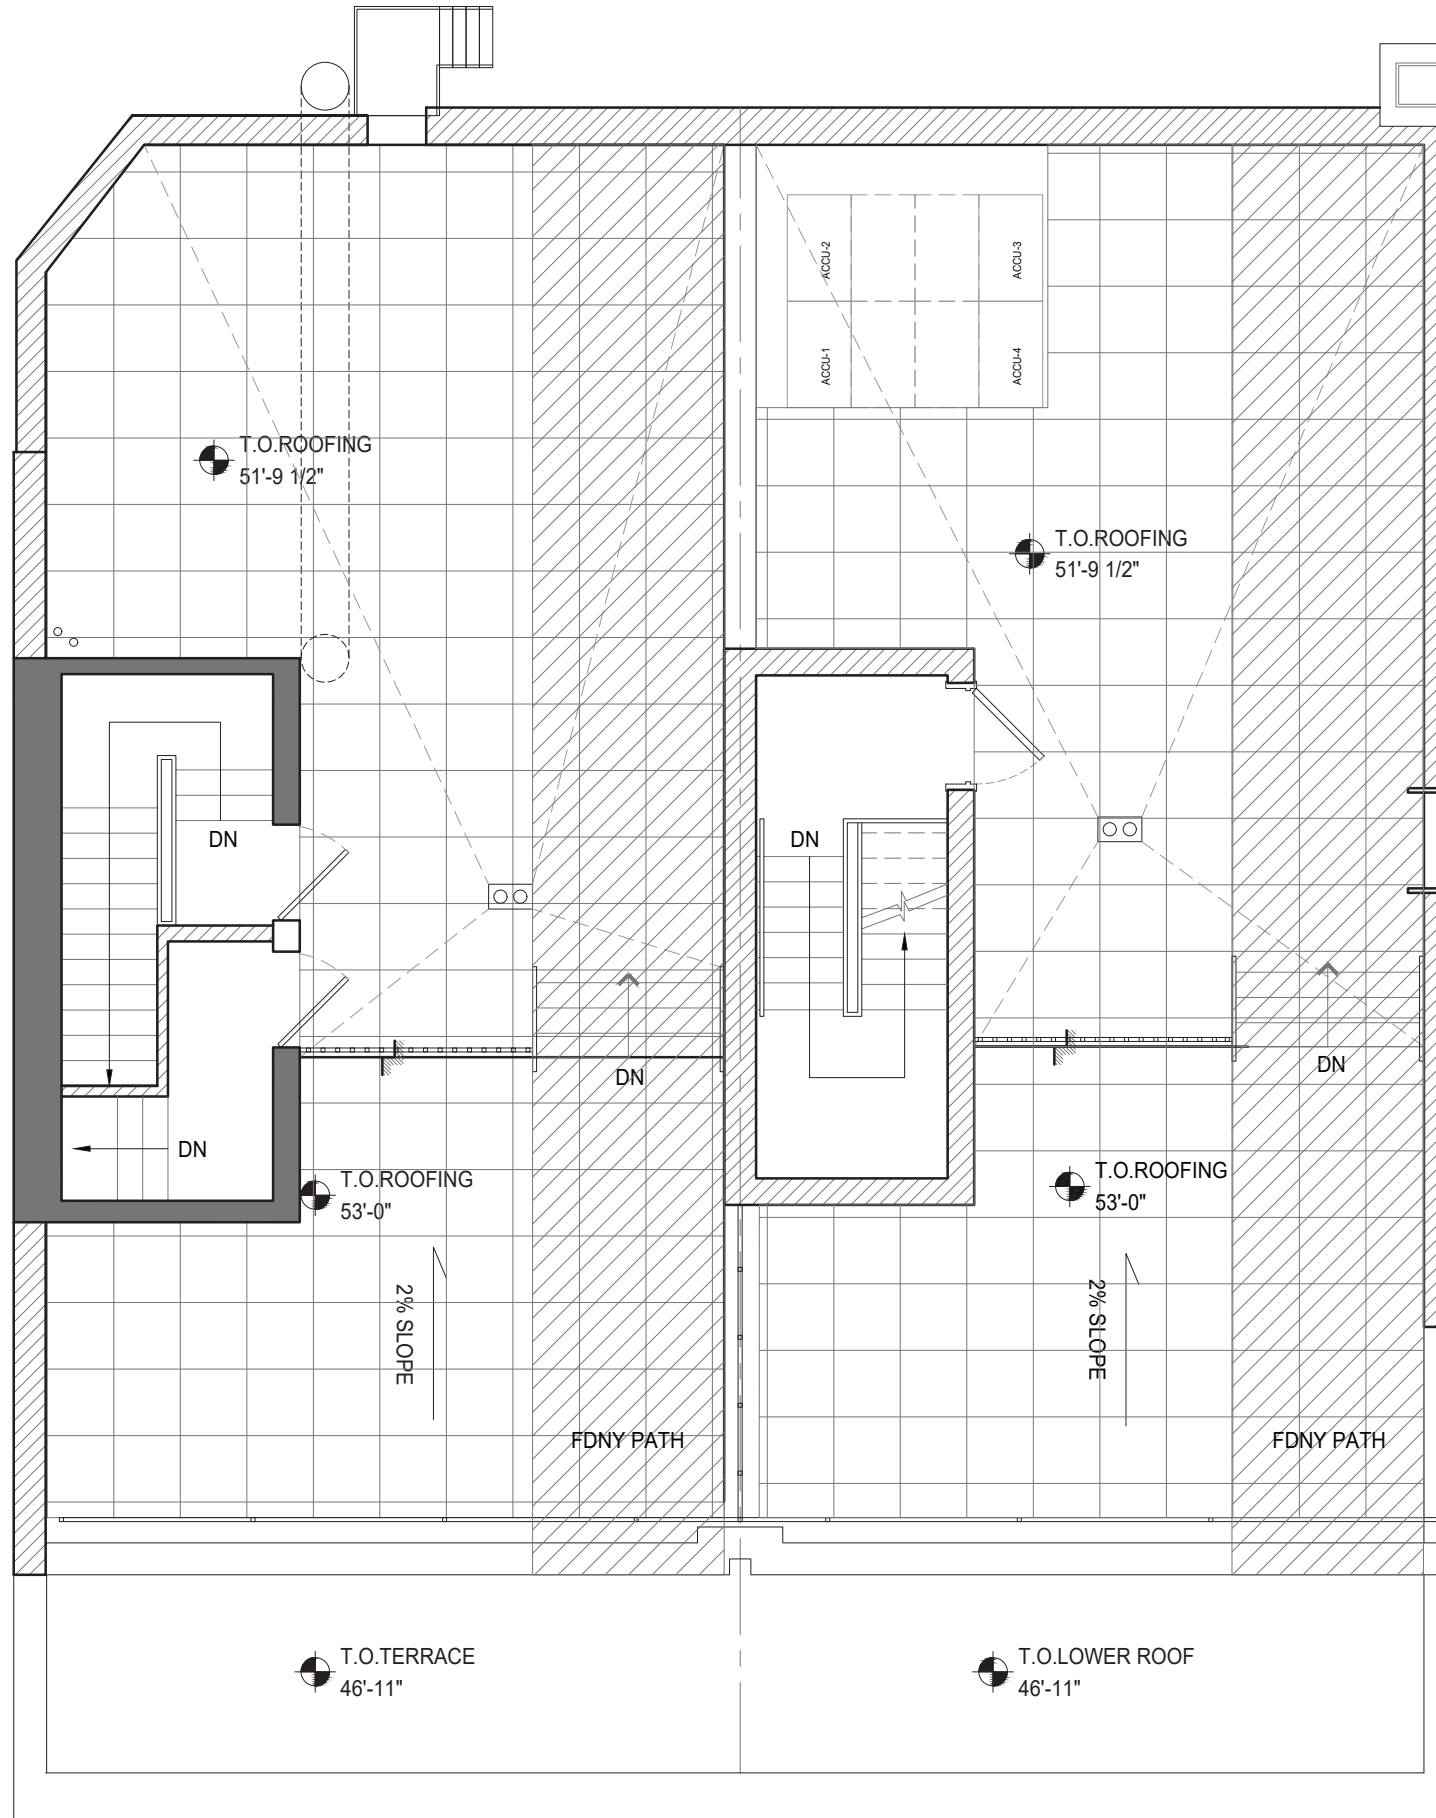 ACCU-2
ACCU-3
ACCU-1
ACCU-4
T.O.ROOFING
51'-9 1/2"
T.O.ROOFING
51'-9 1/2"
DN
DN
DN
DN
DN
T.O.ROOFING
53'-0"
T.O.ROOFING
53'-0"
2% SLOPE
2% SLOPE
FDNY PATH
FDNY PATH
T.O.TERRACE
46'-11"
T.O.LOWER ROOF
46'-11"